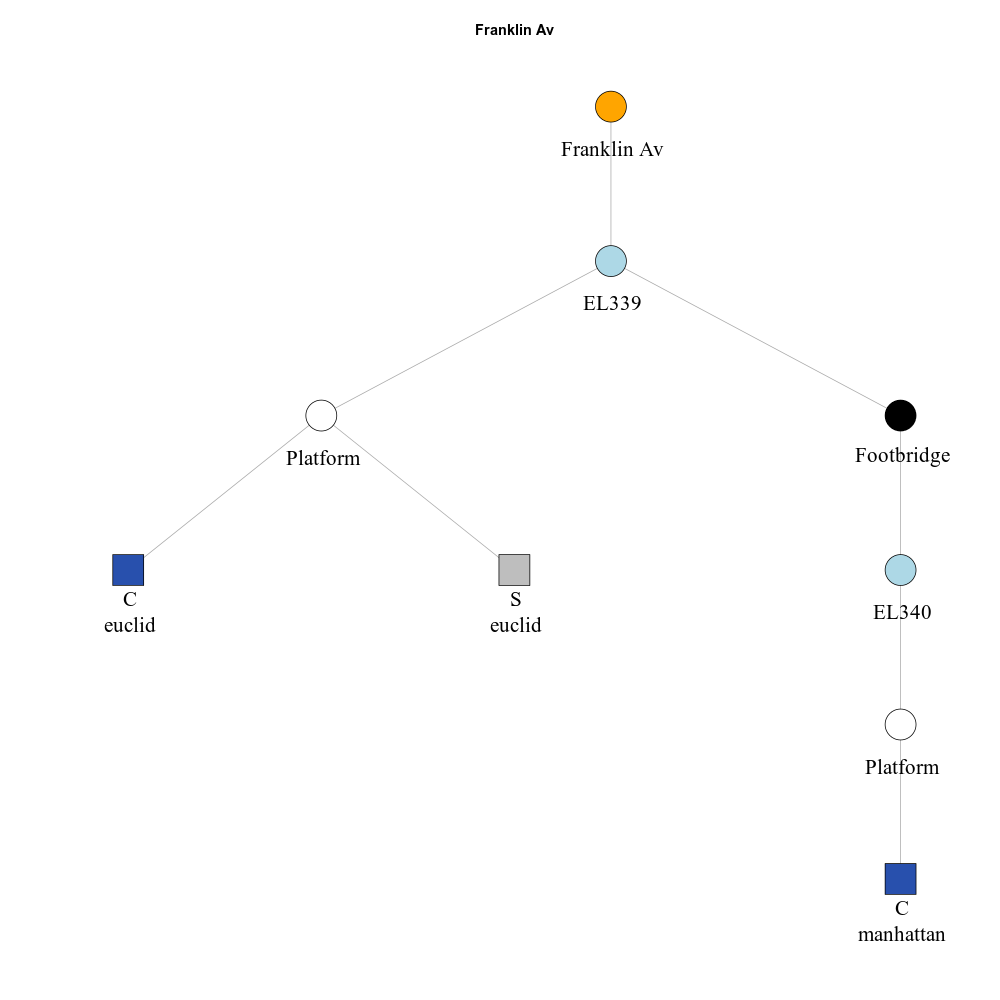 Franklin Av
Franklin Av
EL339
Platform
Footbridge
C
euclid
S
euclid
EL340
Platform
C
manhattan